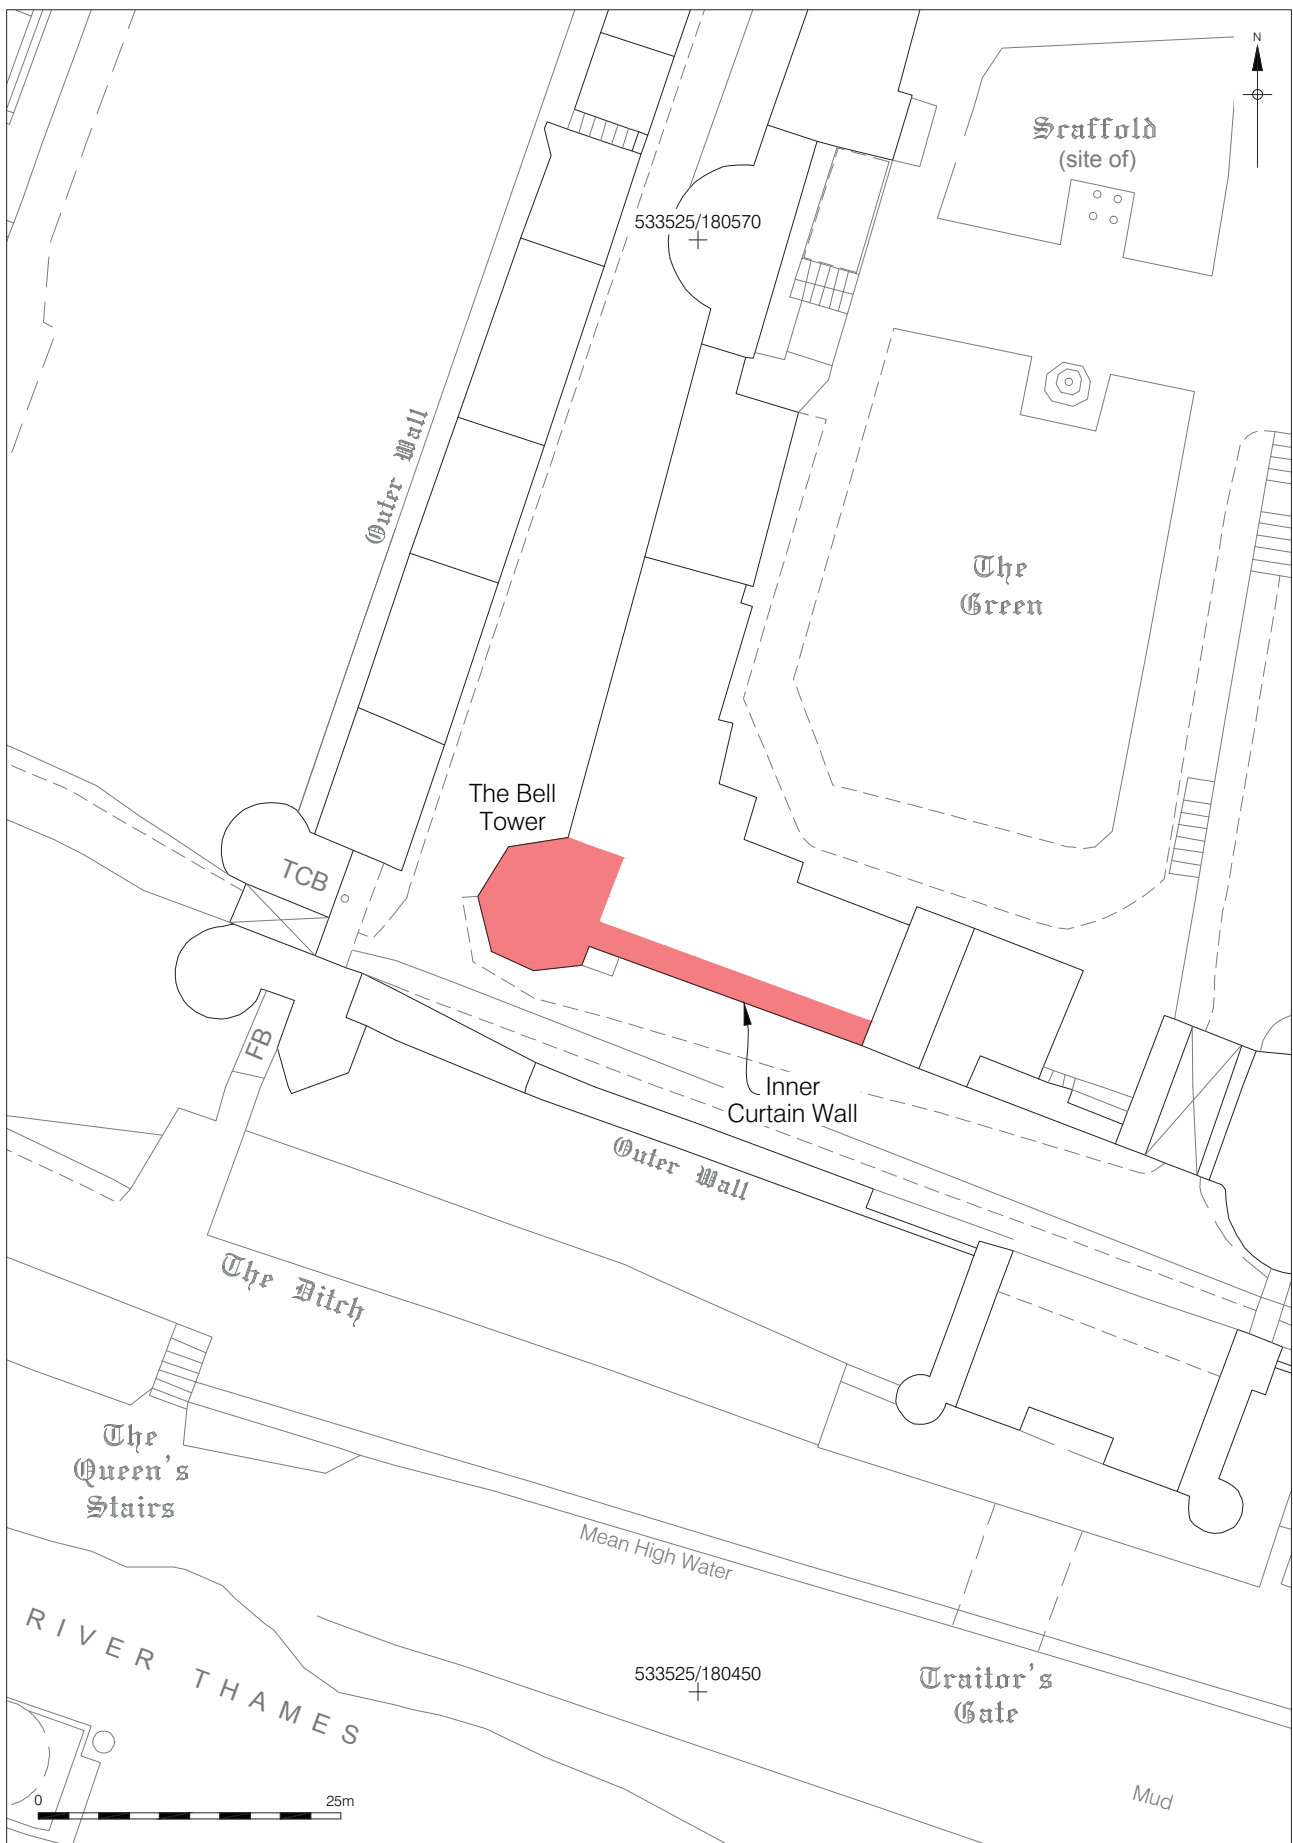 N
Scaffold
(site of)
533525/180570
Outer Wall
The
Green
The Bell
Tower
TCB
FB
Inner
Curtain Wall
Outer Wall
The Ditch
The
Queen's
Stairs
Mean High Water
RIVER THAMES
533525/180450
Traitor's
Gate
Mud
0 25m